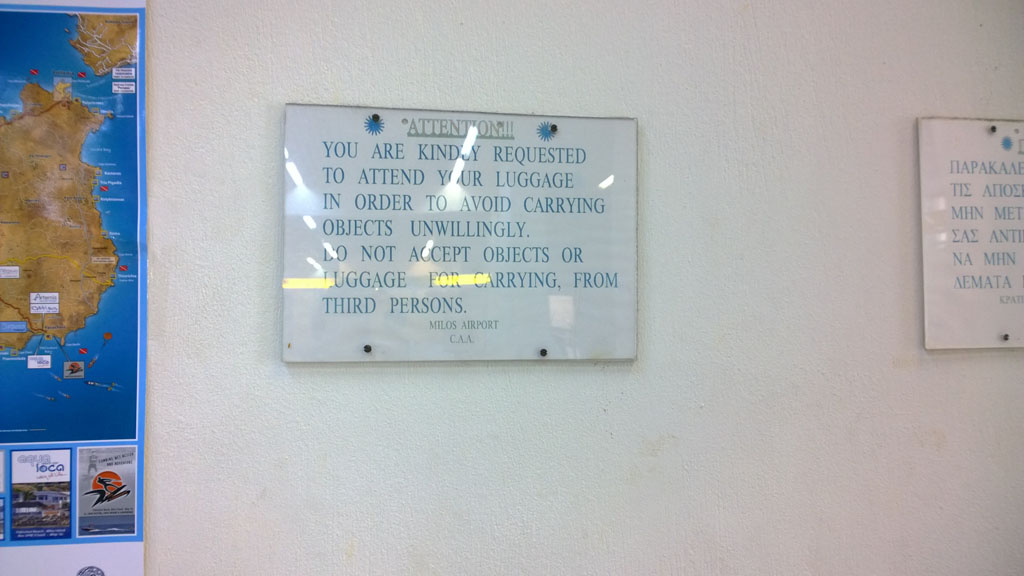 ATTENTION!!!
YOU ARE KINDLY REQUESTED
TO ATTEND YOUR LUGGAGE
IN ORDER TO AVOID CARRYING
OBJECTS UNWILLINGLY.
DO NOT ACCEPT OBJECTS OR
LUGGAGE FOR CARRYING, FROM
THIRD PERSONS.
MILOS AIRPORT
C.A.A.
ΠΑΡΑΚΑΛΕ
ΤΙΣ ΑΠΟΣ
ΜΗΝ ΜΕΤ
ΣΑΣ ΑΝΤΙ
ΝΑ ΜΗΝ
ΔΕΜΑΤΑ
ΚΡΑΤ
aqua
loca